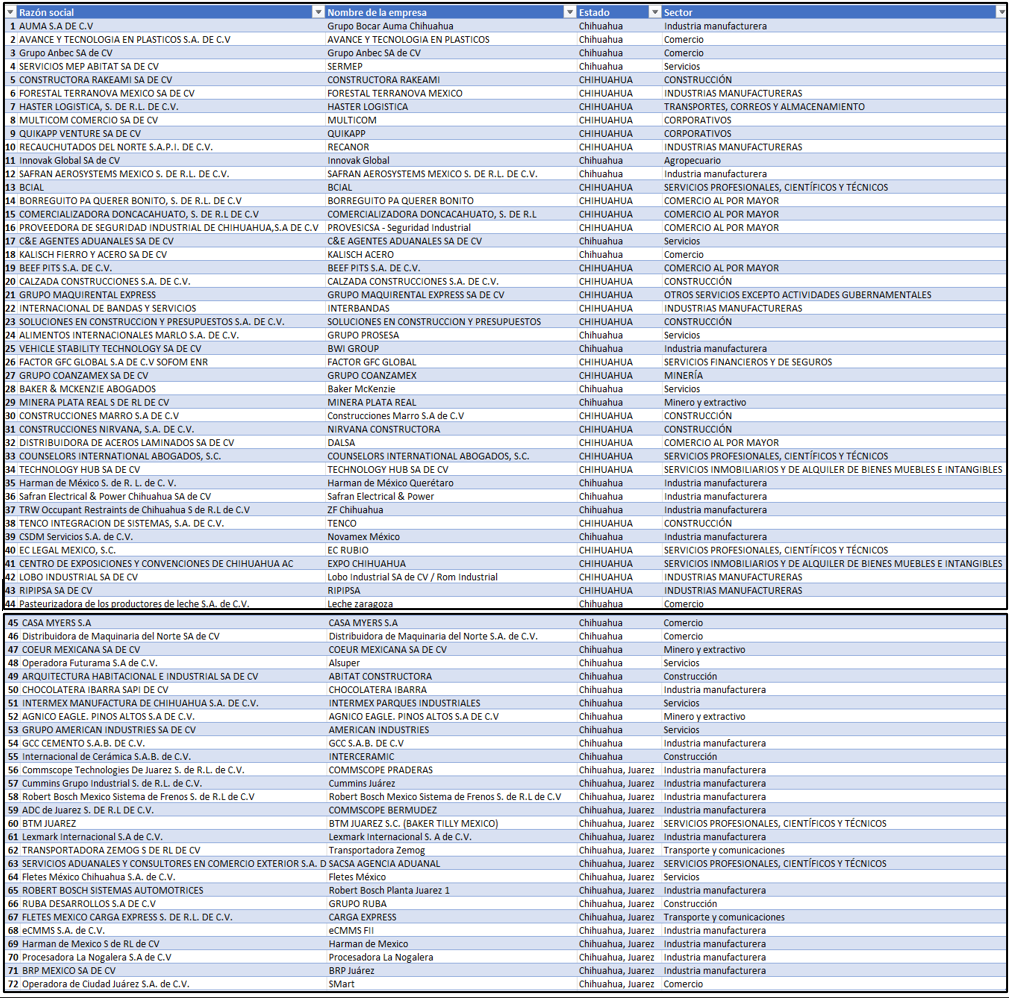 Razón social Nombre de la empresa Estado Sector
1 AUMA S.A DE C.V Grupo Bocar Auma Chihuahua Chihuahua Industria manufacturera
2 AVANCE Y TECNOLOGIA EN PLASTICOS S.A. DE C.V AVANCE Y TECNOLOGIA EN PLASTICOS Chihuahua Comercio
3 Grupo Anbec SA de CV Grupo Anbec SA de CV Chihuahua Comercio
4 SERVICIOS MEP ABITAT SA DE CV SERMEP Chihuahua Servicios
5 CONSTRUCTORA RAKEAMI SA DE CV CONSTRUCTORA RAKEAMI CHIHUAHUA CONSTRUCCIÓN
6 FORESTAL TERRANOVA MEXICO SA DE CV FORESTAL TERRANOVA MEXICO CHIHUAHUA INDUSTRIAS MANUFACTURERAS
7 HASTER LOGISTICA, S. DE R.L. DE C.V. HASTER LOGISTICA CHIHUAHUA TRANSPORTES, CORREOS Y ALMACENAMIENTO
8 MULTICOM COMERCIO SA DE CV MULTICOM CHIHUAHUA CORPORATIVOS
9 QUIKAPP VENTURE SA DE CV QUIKAPP CHIHUAHUA CORPORATIVOS
10 RECAUCHUTADOS DEL NORTE S.A.P.I. DE C.V. RECANOR CHIHUAHUA INDUSTRIAS MANUFACTURERAS
11 Innovak Global SA de CV Innovak Global Chihuahua Agropecuario
12 SAFRAN AEROSYSTEMS MEXICO S. DE R.L. DE C.V. SAFRAN AEROSYSTEMS MEXICO S. DE R.L. DE C.V. Chihuahua Industria manufacturera
13 BCIAL BCIAL CHIHUAHUA SERVICIOS PROFESIONALES, CIENTÍFICOS Y TÉCNICOS
14 BORREGUITO PA QUERER BONITO, S. DE R.L. DE C.V BORREGUITO PA QUERER BONITO CHIHUAHUA COMERCIO AL POR MAYOR
15 COMERCIALIZADORA DONCACAHUATO, S. DE R.L DE C.V COMERCIALIZADORA DONCACAHUATO, S. DE R.L CHIHUAHUA COMERCIO AL POR MAYOR
16 PROVEEDORA DE SEGURIDAD INDUSTRIAL DE CHIHUAHUA,S.A DE C.V PROVESICSA - Seguridad Industrial CHIHUAHUA COMERCIO AL POR MAYOR
17 C&E AGENTES ADUANALES SA DE CV C&E AGENTES ADUANALES SA DE CV Chihuahua Servicios
18 KALISCH FIERRO Y ACERO SA DE CV KALISCH ACERO Chihuahua Comercio
19 BEEF PITS S.A. DE C.V. BEEF PITS S.A. DE C.V. CHIHUAHUA COMERCIO AL POR MAYOR
20 CALZADA CONSTRUCCIONES S.A. DE C.V. CALZADA CONSTRUCCIONES S.A. DE C.V. CHIHUAHUA CONSTRUCCIÓN
21 GRUPO MAQUIRENTAL EXPRESS GRUPO MAQUIRENTAL EXPRESS SA DE CV CHIHUAHUA OTROS SERVICIOS EXCEPTO ACTIVIDADES GUBERNAMENTALES
22 INTERNACIONAL DE BANDAS Y SERVICIOS INTERBANDAS CHIHUAHUA INDUSTRIAS MANUFACTURERAS
23 SOLUCIONES EN CONSTRUCCION Y PRESUPUESTOS S.A. DE C.V. SOLUCIONES EN CONSTRUCCION Y PRESUPUESTOS CHIHUAHUA CONSTRUCCIÓN
24 ALIMENTOS INTERNACIONALES MARLO S.A. DE C.V. GRUPO PROSESA Chihuahua Servicios
25 VEHICLE STABILITY TECHNOLOGY SA DE CV BWI GROUP Chihuahua Industria manufacturera
26 FACTOR GFC GLOBAL S.A DE C.V SOFOM ENR FACTOR GFC GLOBAL CHIHUAHUA SERVICIOS FINANCIEROS Y DE SEGUROS
27 GRUPO COANZAMEX SA DE CV GRUPO COANZAMEX CHIHUAHUA MINERÍA
28 BAKER & MCKENZIE ABOGADOS Baker McKenzie Chihuahua Servicios
29 MINERA PLATA REAL S DE RL DE CV MINERA PLATA REAL Chihuahua Minero y extractivo
30 CONSTRUCCIONES MARRO S.A DE C.V Construcciones Marro S.A de C.V CHIHUAHUA CONSTRUCCIÓN
31 CONSTRUCCIONES NIRVANA, S.A. DE C.V. NIRVANA CONSTRUCTORA CHIHUAHUA CONSTRUCCIÓN
32 DISTRIBUIDORA DE ACEROS LAMINADOS SA DE CV DALSA CHIHUAHUA COMERCIO AL POR MAYOR
33 COUNSELORS INTERNATIONAL ABOGADOS, S.C. COUNSELORS INTERNATIONAL ABOGADOS, S.C. CHIHUAHUA SERVICIOS PROFESIONALES, CIENTÍFICOS Y TÉCNICOS
34 TECHNOLOGY HUB SA DE CV TECHNOLOGY HUB SA DE CV CHIHUAHUA SERVICIOS INMOBILIARIOS Y DE ALQUILER DE BIENES MUEBLES E INTANGIBLES
35 Harman de México S. de R. L. de C. V. Harman de México Querétaro Chihuahua Industria manufacturera
36 Safran Electrical & Power Chihuahua SA de CV Safran Electrical & Power Chihuahua Industria manufacturera
37 TRW Occupant Restraints de Chihuahua S de R.L de C.V ZF Chihuahua Chihuahua Industria manufacturera
38 TENCO INTEGRACION DE SISTEMAS, S.A. DE C.V. TENCO CHIHUAHUA CONSTRUCCIÓN
39 CSDM Servicios S.A. de C.V. Novamex México Chihuahua Industria manufacturera
40 EC LEGAL MEXICO, S.C. EC RUBIO CHIHUAHUA SERVICIOS PROFESIONALES, CIENTÍFICOS Y TÉCNICOS
41 CENTRO DE EXPOSICIONES Y CONVENCIONES DE CHIHUAHUA AC EXPO CHIHUAHUA CHIHUAHUA SERVICIOS INMOBILIARIOS Y DE ALQUILER DE BIENES MUEBLES E INTANGIBLES
42 LOBO INDUSTRIAL SA DE CV Lobo Industrial SA de CV / Rom Industrial CHIHUAHUA INDUSTRIAS MANUFACTURERAS
43 RIPIPSA SA DE CV RIPIPSA CHIHUAHUA INDUSTRIAS MANUFACTURERAS
44 Pasteurizadora de los productores de leche S.A. de C.V. Leche zaragoza Chihuahua Comercio
45 CASA MYERS S.A CASA MYERS S.A Chihuahua Comercio
46 Distribuidora de Maquinaria del Norte SA de CV Distribuidora de Maquinaria del Norte S.A. de C.V. Chihuahua Comercio
47 COEUR MEXICANA SA DE CV COEUR MEXICANA SA DE CV Chihuahua Minero y extractivo
48 Operadora Futurama S.A de C.V. Alsuper Chihuahua Servicios
49 ARQUITECTURA HABITACIONAL E INDUSTRIAL SA DE CV ABITAT CONSTRUCTORA Chihuahua Construcción
50 CHOCOLATERA IBARRA SAPI DE CV CHOCOLATERA IBARRA Chihuahua Industria manufacturera
51 INTERMEX MANUFACTURA DE CHIHUAHUA S.A. DE C.V. INTERMEX PARQUES INDUSTRIALES Chihuahua Servicios
52 AGNICO EAGLE. PINOS ALTOS S.A DE C.V. AGNICO EAGLE. PINOS ALTOS S.A DE C.V Chihuahua Minero y extractivo
53 GRUPO AMERICAN INDUSTRIES SA DE CV AMERICAN INDUSTRIES Chihuahua Servicios
54 GCC CEMENTO S.A.B. DE C.V. GCC S.A.B. DE C.V Chihuahua Industria manufacturera
55 Internacional de Cerámica S.A.B. de C.V. INTERCERAMIC Chihuahua Construcción
56 Commscope Technologies De Juarez S. de R.L. de C.V. COMMSCOPE PRADERAS Chihuahua, Juarez Industria manufacturera
57 Cummins Grupo Industrial S. de R.L. de C.V. Cummins Juárez Chihuahua, Juarez Industria manufacturera
58 Robert Bosch Mexico Sistema de Frenos S. de R.L de C.V Robert Bosch Mexico Sistema de Frenos S. de R.L de C.V Chihuahua, Juarez Industria manufacturera
59 ADC de Juarez S. DE R.L DE C.V. COMMSCOPE BERMUDEZ Chihuahua, Juarez Industria manufacturera
60 BTM JUAREZ BTM JUAREZ S.C. (BAKER TILLY MEXICO) Chihuahua, Juarez SERVICIOS PROFESIONALES, CIENTÍFICOS Y TÉCNICOS
61 Lexmark Internacional S.A de C.V. Lexmark Internacional S. A de C.V. Chihuahua, Juarez Industria manufacturera
62 TRANSPORTADORA ZEMOG S DE RL DE CV Transportadora Zemog Chihuahua, Juarez Transporte y comunicaciones
63 SERVICIOS ADUANALES Y CONSULTORES EN COMERCIO EXTERIOR S.A. D SACSA AGENCIA ADUANAL Chihuahua, Juarez SERVICIOS PROFESIONALES, CIENTÍFICOS Y TÉCNICOS
64 Fletes México Chihuahua S.A. de C.V. Fletes México Chihuahua, Juarez Servicios
65 ROBERT BOSCH SISTEMAS AUTOMOTRICES Robert Bosch Planta Juarez 1 Chihuahua, Juarez Industria manufacturera
66 RUBA DESARROLLOS S.A DE C.V GRUPO RUBA Chihuahua, Juarez Construcción
67 FLETES MEXICO CARGA EXPRESS S. DE R.L. DE C.V. CARGA EXPRESS Chihuahua, Juarez Transporte y comunicaciones
68 eCMMS S.A. de C.V. eCMMS FII Chihuahua, Juarez Industria manufacturera
69 Harman de Mexico S de RL de CV Harman de Mexico Chihuahua, Juarez Industria manufacturera
70 Procesadora La Nogalera S.A de C.V Procesadora La Nogalera Chihuahua, Juarez Industria manufacturera
71 BRP MEXICO SA DE CV BRP Juárez Chihuahua, Juarez Industria manufacturera
72 Operadora de Ciudad Juárez S.A. de C.V. SMart Chihuahua, Juarez Comercio